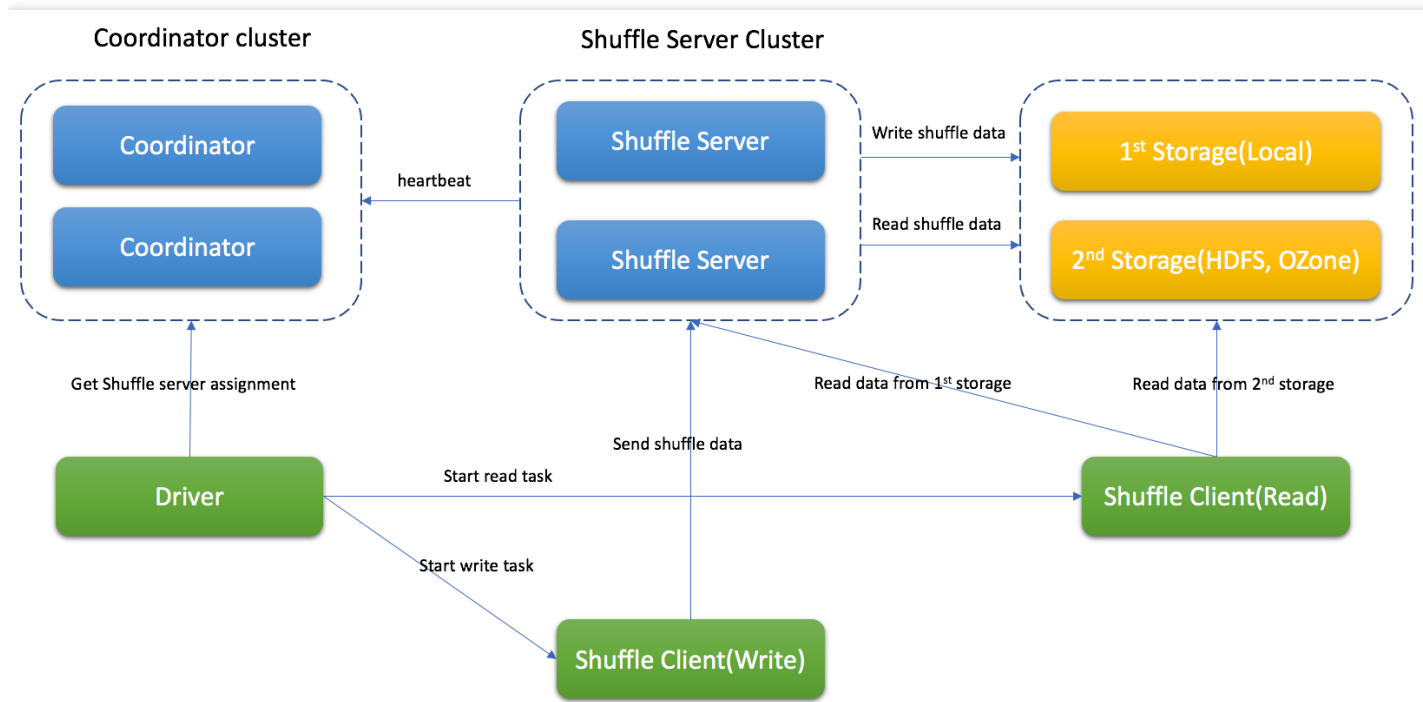 Coordinator cluster
Shuffle Server Cluster
Coordinator
Coordinator
heartbeat
Shuffle Server
Shuffle Server
Write shuffle data
Read shuffle data
1st Storage(Local)
2nd Storage(HDFS, OZone)
Get Shuffle server assignment
Read data from 1st storage
Read data from 2nd storage
Send shuffle data
Driver
Start read task
Shuffle Client(Read)
Start write task
Shuffle Client(Write)